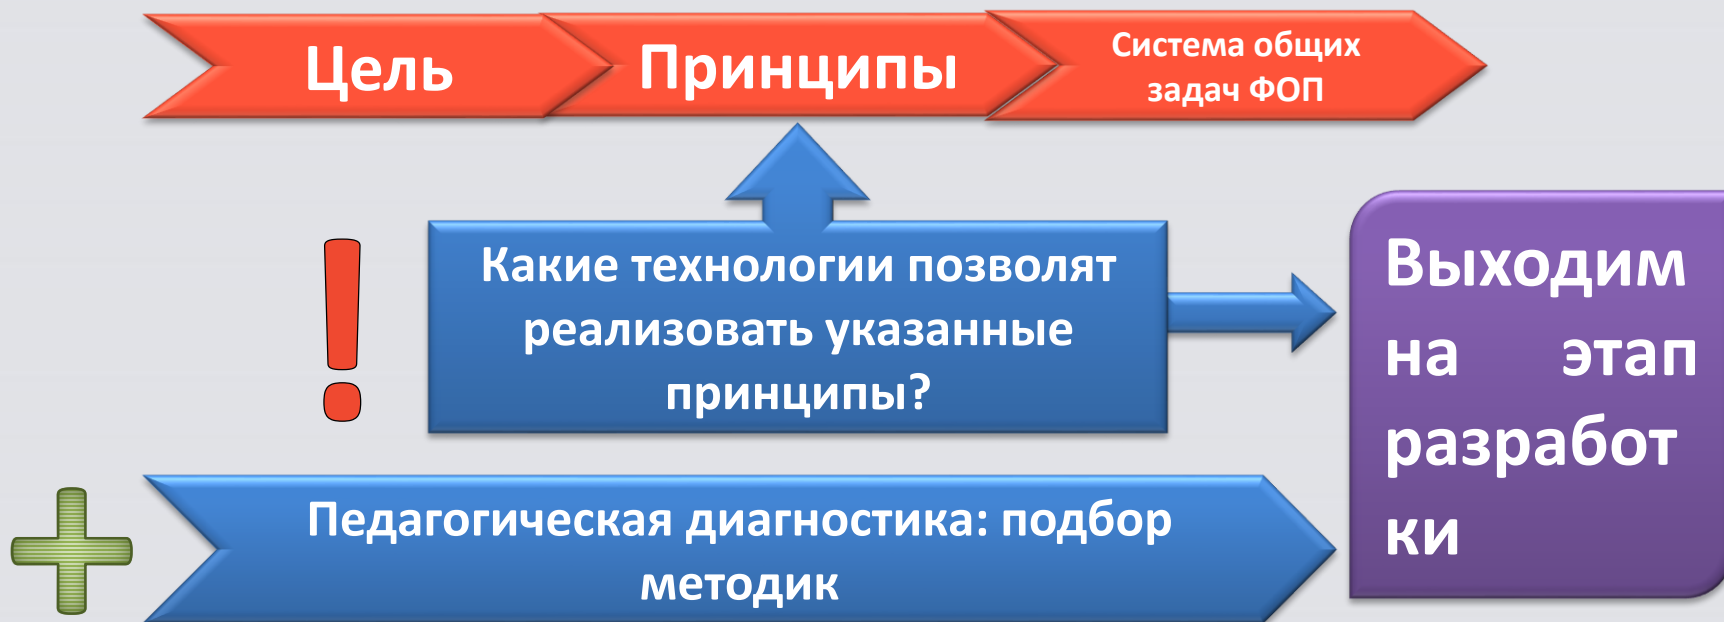 Цель
Принципы
Система общих
задач ФОП
!
Какие технологии позволят
реализовать указанные
принципы?
Выходим
на этап
разработ
ки
Педагогическая диагностика: подбор
методик